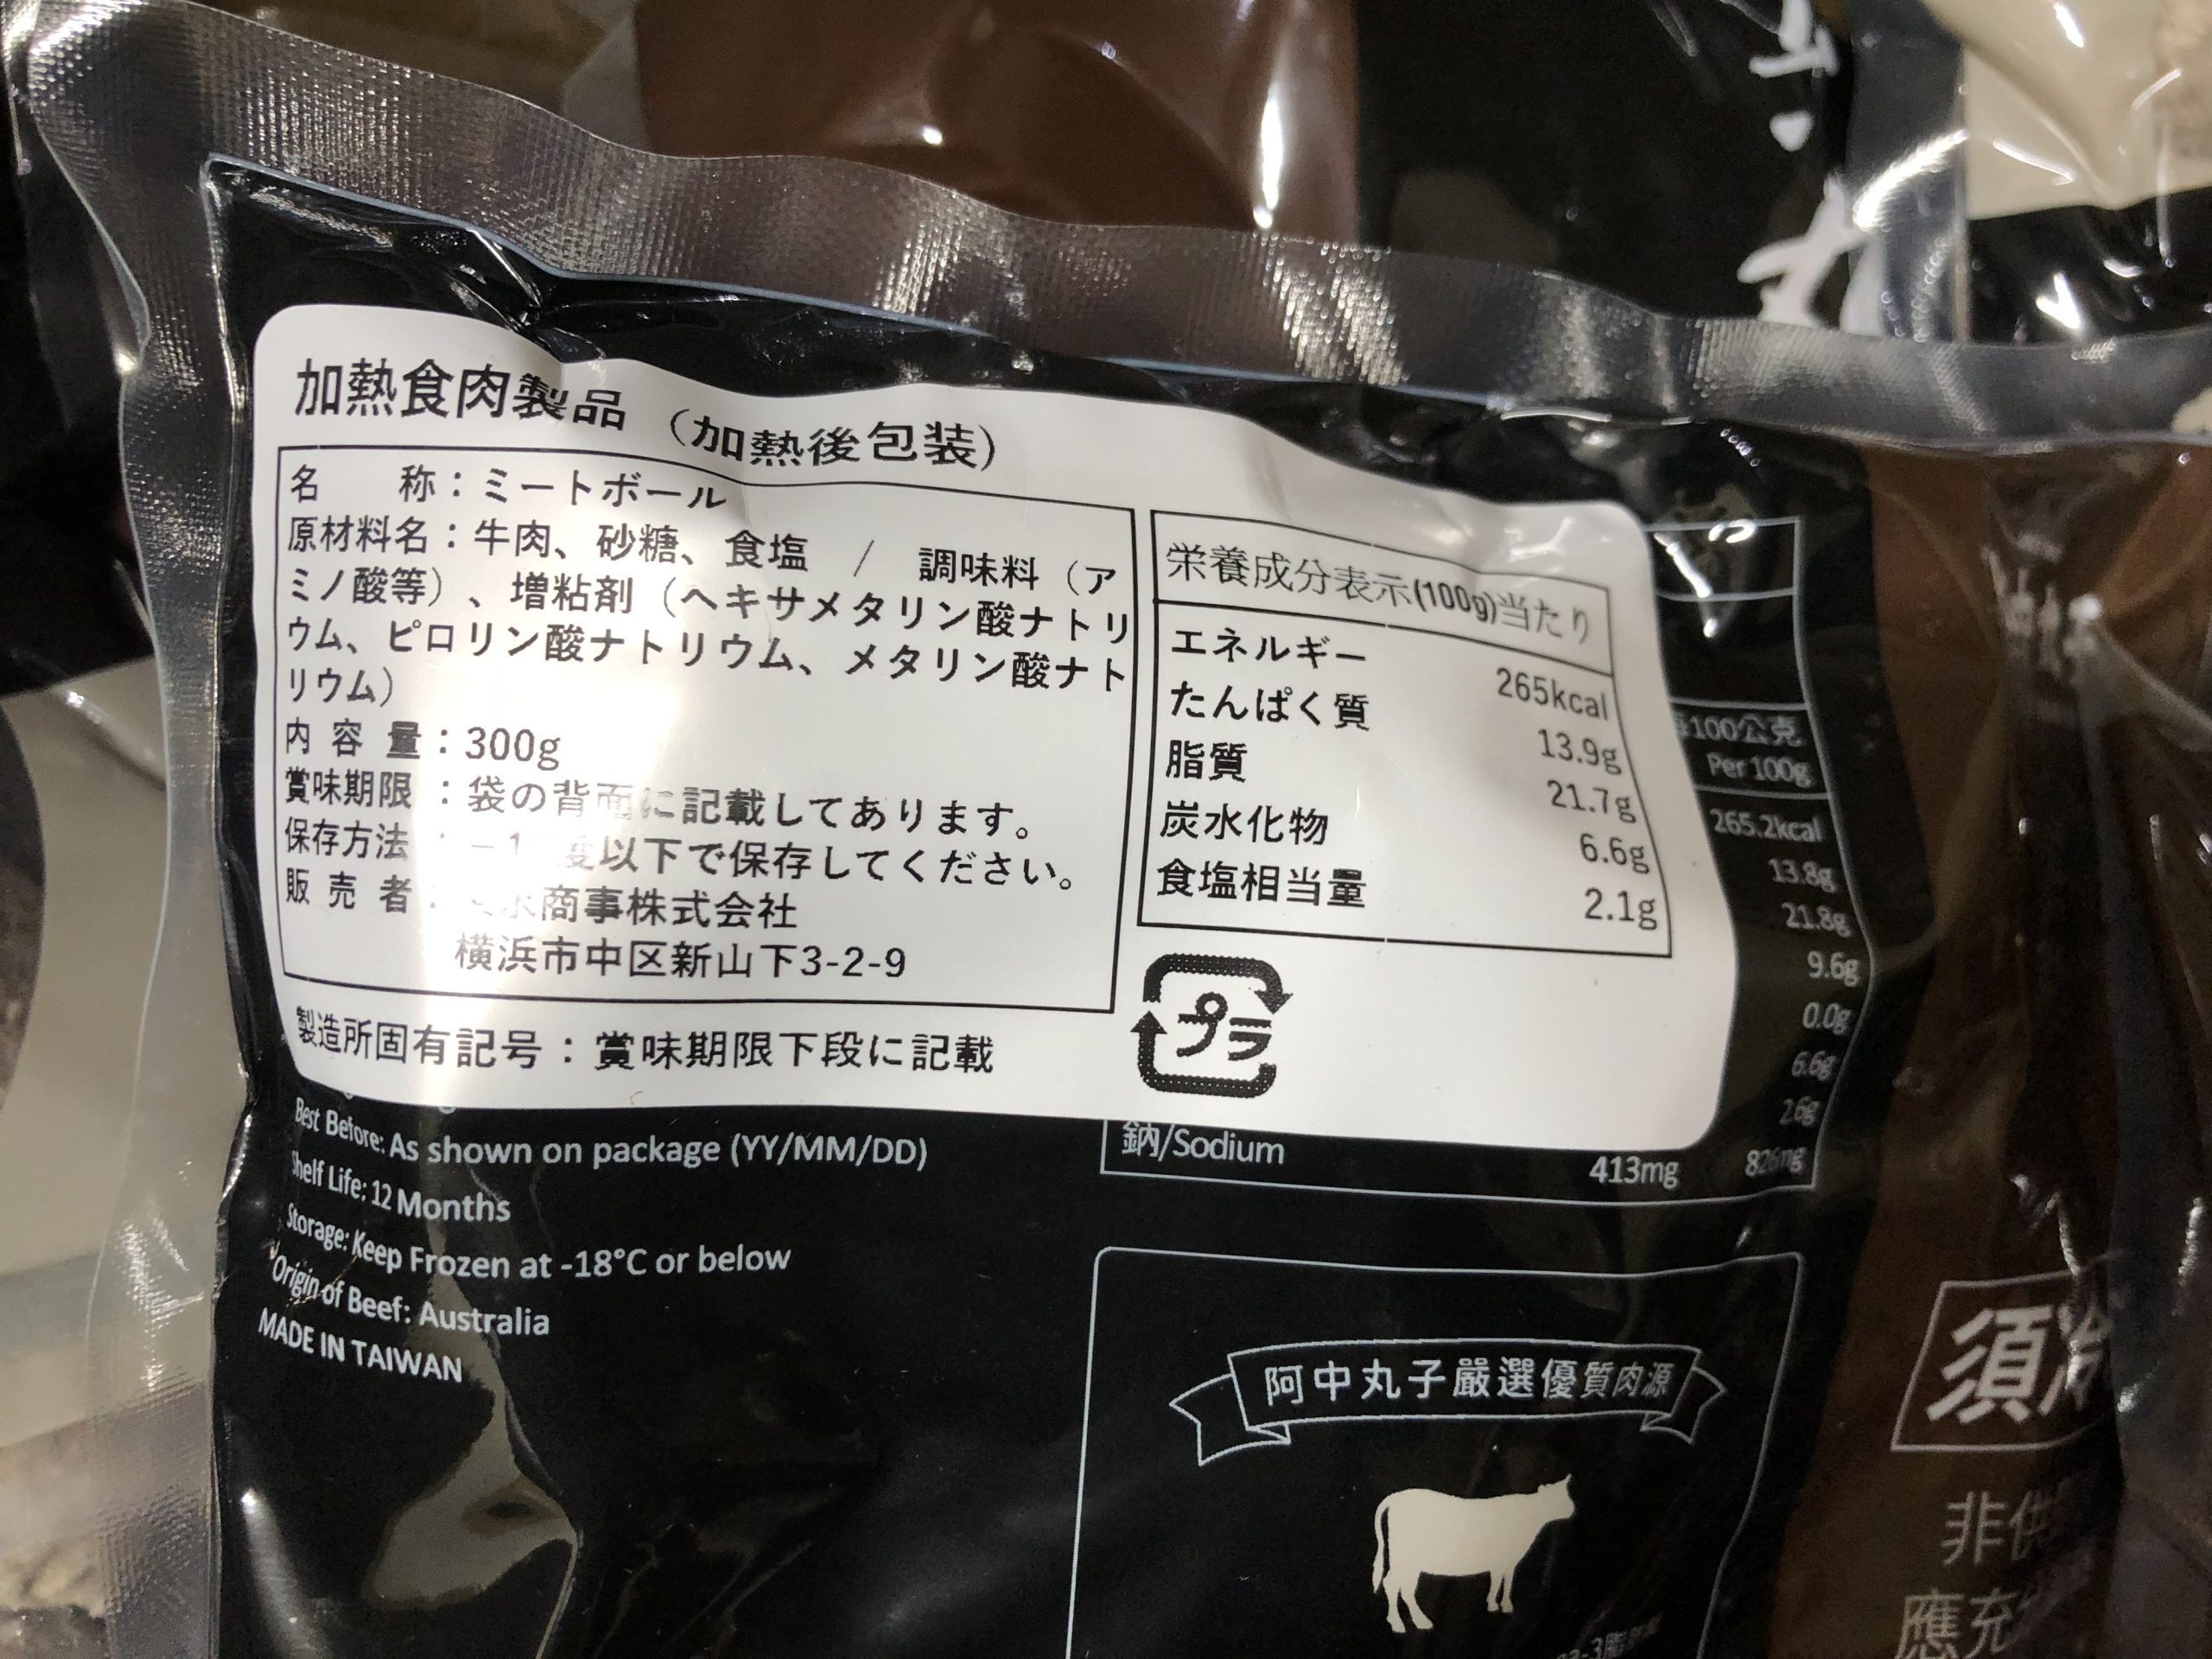 加熱食肉製品 （加熱後包装）
名　　称：ミートボール
原材料名：牛肉、砂糖、食塩 / 調味料（ア
ミノ酸等）、増粘剤（ヘキサメタリン酸ナトリ
ウム、ピロリン酸ナトリウム、メタリン酸ナト
リウム）
内 容 量：300g
賞味期限：袋の背面に記載してあります。
保存方法 度以下で保存してください。
販 売 者： 商事株式会社
横浜市中区新山下3-2-9
製造所固有記号：賞味期限下段に記載
栄養成分表示(100g)当たり
エネルギー 265kcal
たんぱく質 13.9g
脂質 21.7g
炭水化物 6.6g
食塩相当量 2.1g
プラ
100公克
Per 100g
265.2kcal
13.8g
21.8g
9.6g
0.0g
6.6g
2.6g
鈉/Sodium 413mg 826mg
Best Before: As shown on package (YY/MM/DD)
Shelf Life: 12 Months
Storage: Keep Frozen at -18°C or below
Origin of Beef: Australia
MADE IN TAIWAN
阿中丸子嚴選優質肉源
須冷
非供
應充